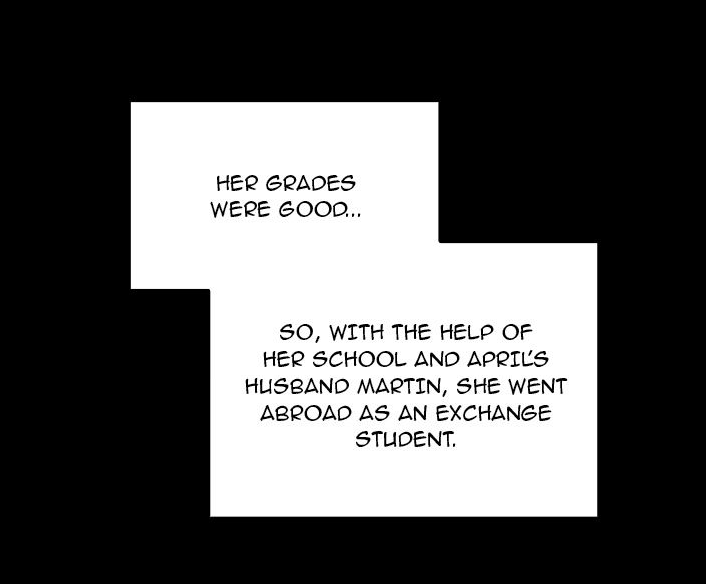 HER GRADES
WERE GOOD...
SO, WITH THE HELP OF
HER SCHOOL AND APRIL'S
HUSBAND MARTIN, SHE WENT
ABROAD AS AN EXCHANGE
STUDENT.